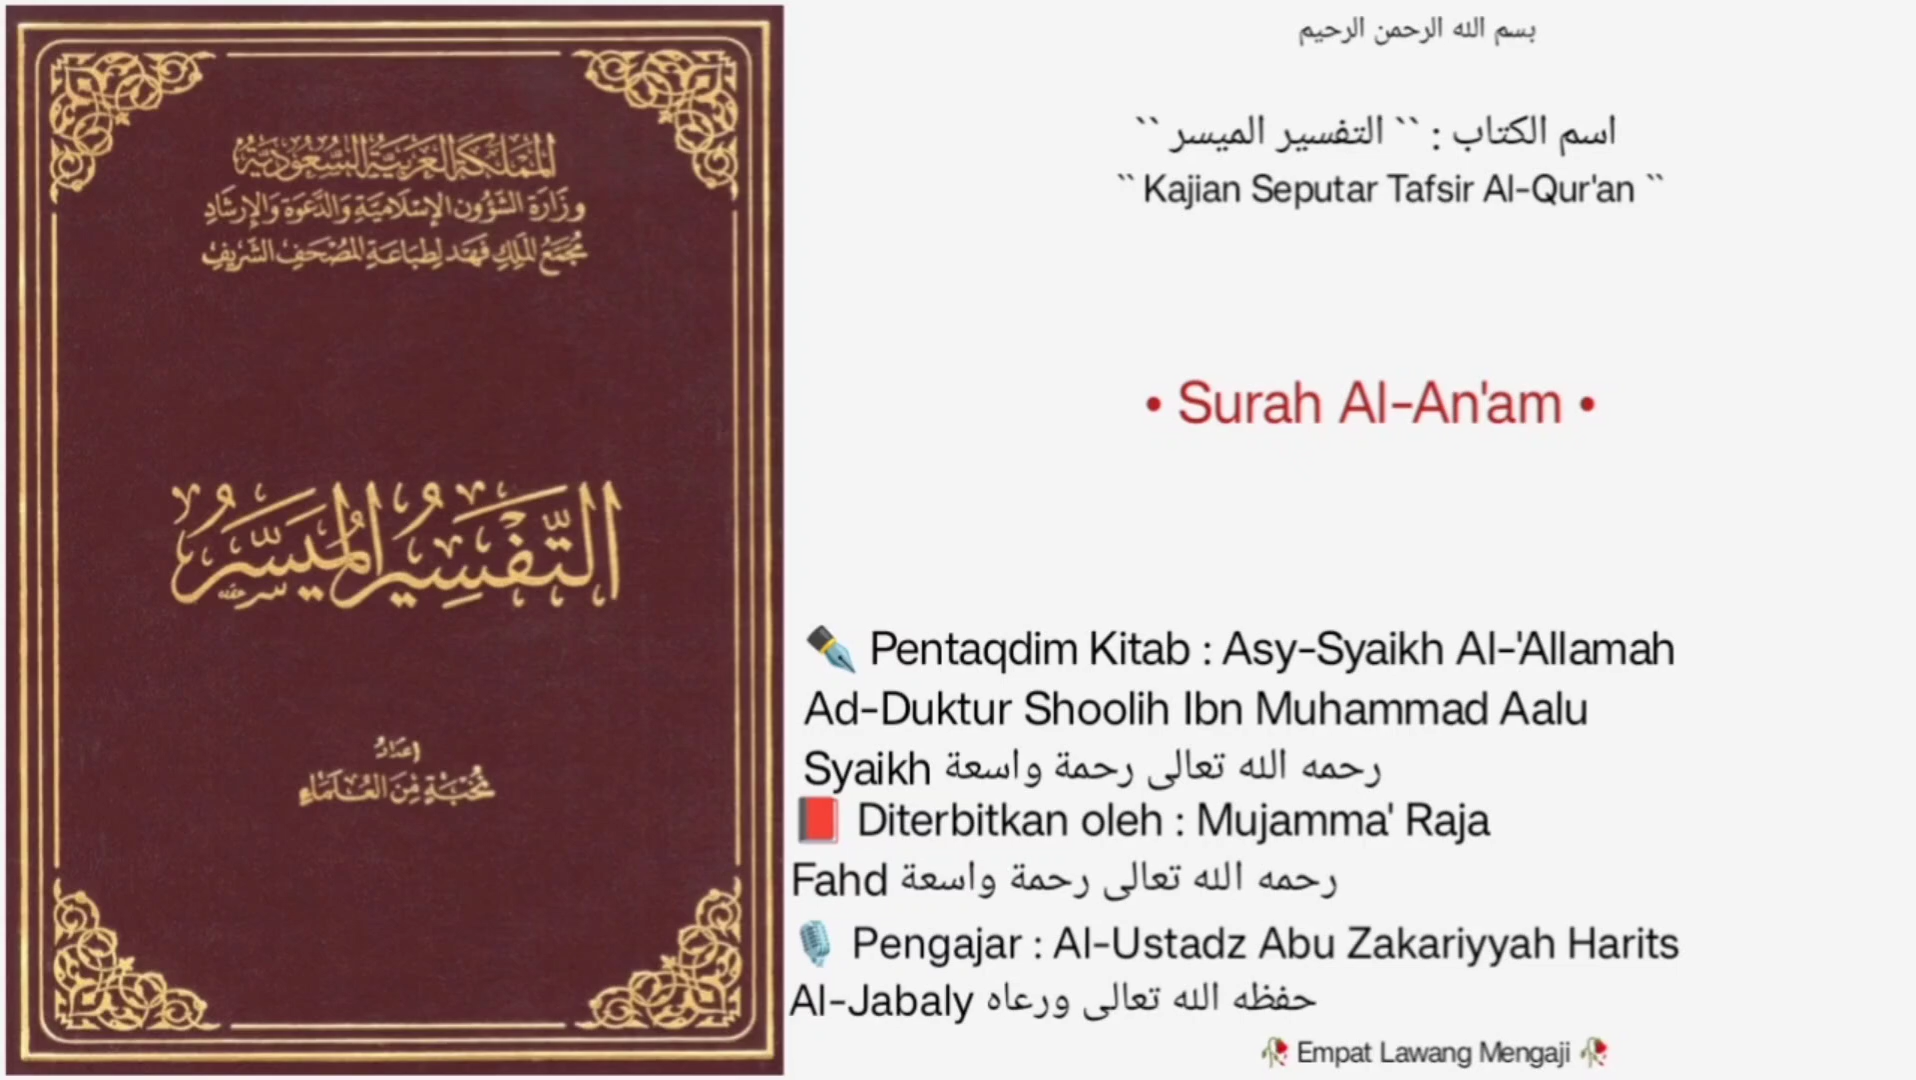 المملكة العربية السعودية
وزارة الشؤون الإسلامية والدعوة والإرشاد
مجمع الملك فهد لطباعة المصحف الشريف
التفسير الميسر
إعداد
نخبة من العلماء
بسم الله الرحمن الرحيم
اسم الكتاب : `` التفسير الميسر ``
`` Kajian Seputar Tafsir Al-Qur'an ``
• Surah Al-An'am •
✒️ Pentaqdim Kitab : Asy-Syaikh Al-'Allamah
Ad-Duktur Shoolih Ibn Muhammad Aalu
Syaikh رحمه الله تعالى رحمة واسعة
📕 Diterbitkan oleh : Mujamma' Raja
Fahd رحمه الله تعالى رحمة واسعة
🎙️ Pengajar : Al-Ustadz Abu Zakariyyah Harits
Al-Jabaly حفظه الله تعالى ورعاه
🥀 Empat Lawang Mengaji 🥀